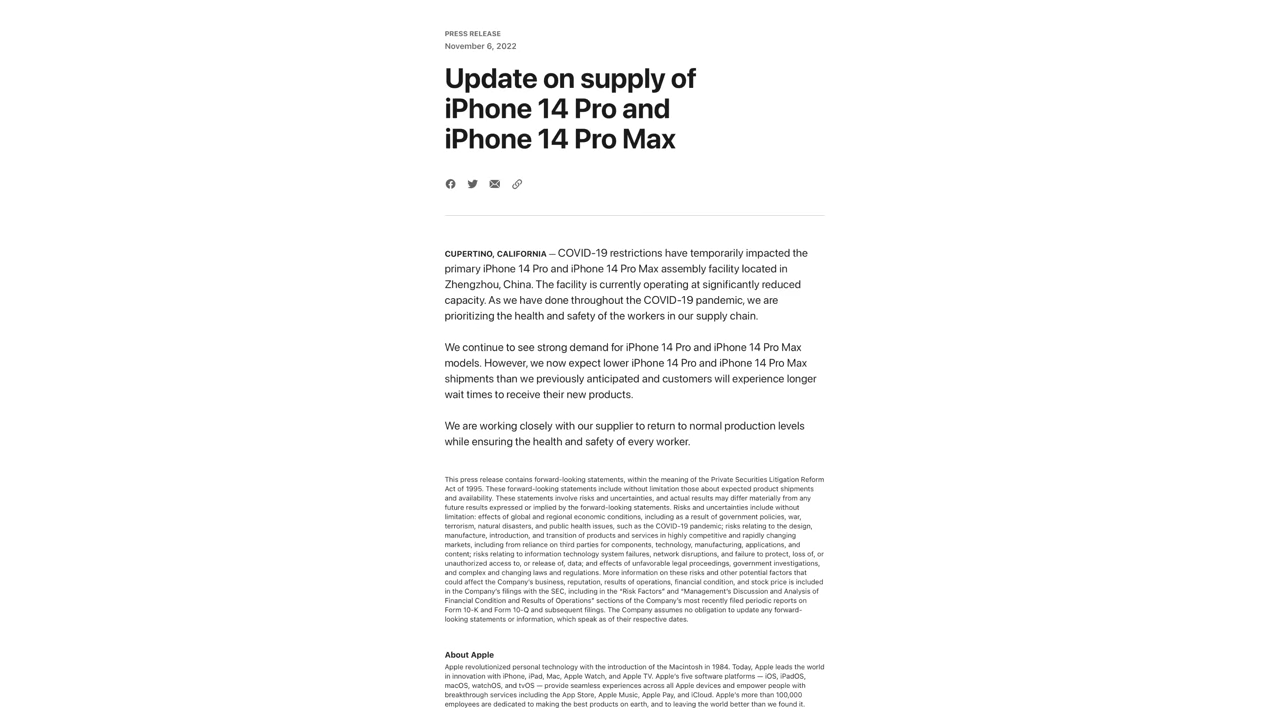 PRESS RELEASE
November 6, 2022
Update on supply of
iPhone 14 Pro and
iPhone 14 Pro Max
CUPERTINO, CALIFORNIA — COVID-19 restrictions have temporarily impacted the
primary iPhone 14 Pro and iPhone 14 Pro Max assembly facility located in
Zhengzhou, China. The facility is currently operating at significantly reduced
capacity. As we have done throughout the COVID-19 pandemic, we are
prioritizing the health and safety of the workers in our supply chain.
We continue to see strong demand for iPhone 14 Pro and iPhone 14 Pro Max
models. However, we now expect lower iPhone 14 Pro and iPhone 14 Pro Max
shipments than we previously anticipated and customers will experience longer
wait times to receive their new products.
We are working closely with our supplier to return to normal production levels
while ensuring the health and safety of every worker.
This press release contains forward-looking statements, within the meaning of the Private Securities Litigation Reform
Act of 1995. These forward-looking statements include without limitation those about expected product shipments
and availability. These statements involve risks and uncertainties, and actual results may differ materially from any
future results expressed or implied by the forward-looking statements. Risks and uncertainties include without
limitation: effects of global and regional economic conditions, including as a result of government policies, war,
terrorism, natural disasters, and public health issues, such as the COVID-19 pandemic; risks relating to the design,
manufacture, introduction, and transition of products and services in highly competitive and rapidly changing
markets, including from reliance on third parties for components, technology, manufacturing, applications, and
content; risks relating to information technology system failures, network disruptions, and failure to protect, loss of, or
unauthorized access to, or release of, data; and effects of unfavorable legal proceedings, government investigations,
and complex and changing laws and regulations. More information on these risks and other potential factors that
could affect the Company's business, reputation, results of operations, financial condition, and stock price is included
in the Company's filings with the SEC, including in the “Risk Factors” and “Management's Discussion and Analysis of
Financial Condition and Results of Operations” sections of the Company's most recently filed periodic reports on
Form 10-K and Form 10-Q and subsequent filings. The Company assumes no obligation to update any forward-
looking statements or information, which speak as of their respective dates.
About Apple
Apple revolutionized personal technology with the introduction of the Macintosh in 1984. Today, Apple leads the world
in innovation with iPhone, iPad, Mac, Apple Watch, and Apple TV. Apple's five software platforms — iOS, iPadOS,
macOS, watchOS, and tvOS — provide seamless experiences across all Apple devices and empower people with
breakthrough services including the App Store, Apple Music, Apple Pay, and iCloud. Apple's more than 100,000
employees are dedicated to making the best products on earth, and to leaving the world better than we found it.